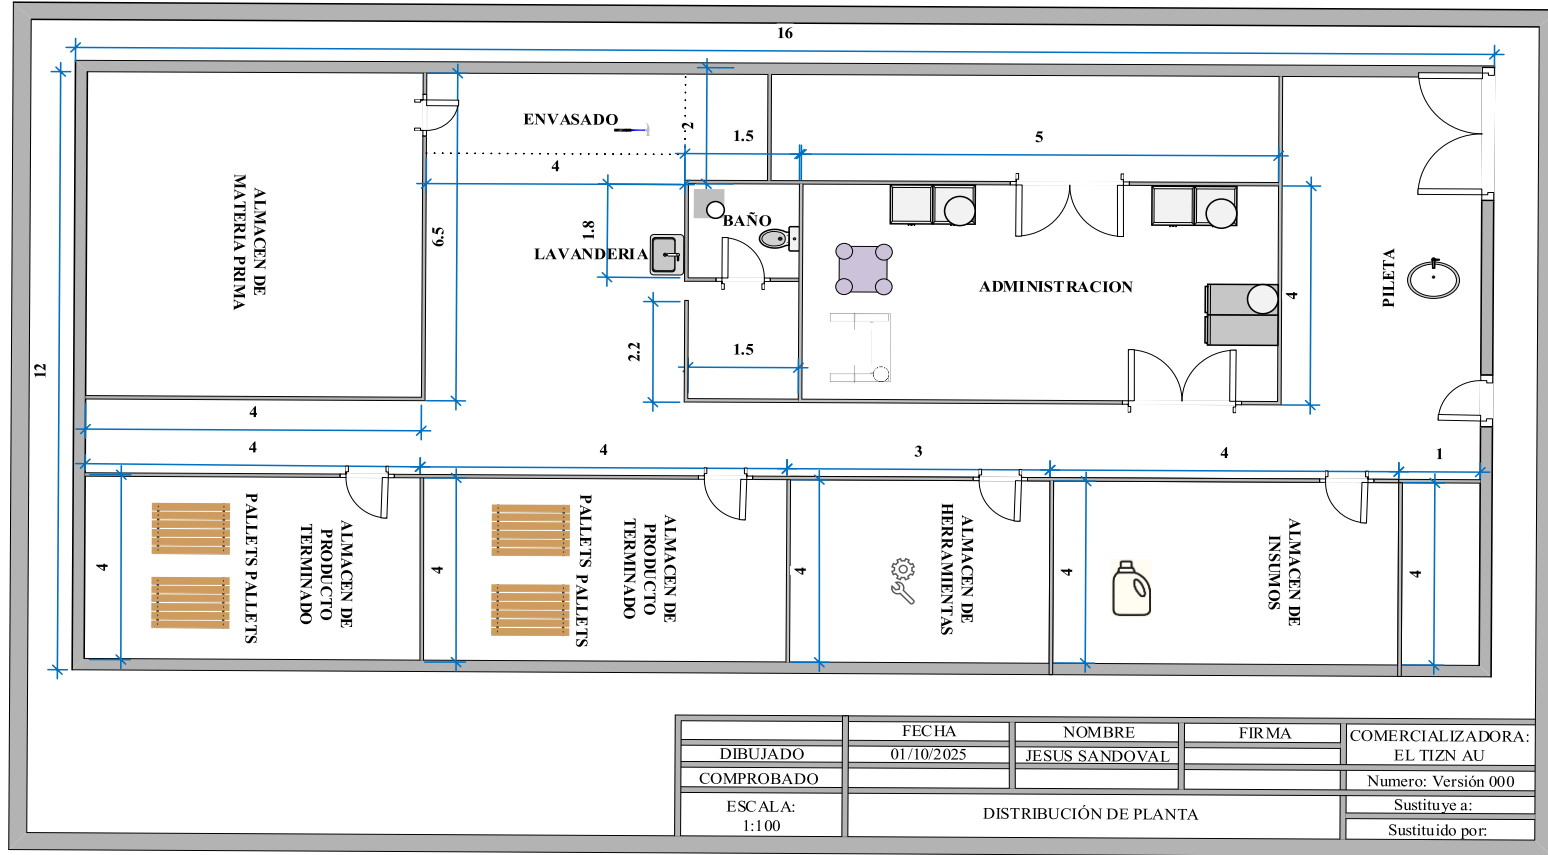 16
12
ENVASADO
2
1.5
5
4
ALMACEN DE
MATERIA PRIMA
6.5
1.8
BAÑO
LAVANDERIA
ADMINISTRACION
4
PILETA
2.2
1.5
4
4
4
3
4
1
4
PALLETS PALLETS
ALMACEN DE
PRODUCTO
TERMINADO
4
PALLETS PALLETS
ALMACEN DE
PRODUCTO
TERMINADO
4
ALMACEN DE
HERRAMIENTAS
4
ALMACEN DE
INSUMOS
4
FECHA NOMBRE FIRMA COMERCIALIZADORA:
DIBUJADO 01/10/2025 JESUS SANDOVAL EL TIZN AU
COMPROBADO Numero: Versión 000
ESCALA:
1:100
DISTRIBUCIÓN DE PLANTA
Sustituye a:
Sustituido por: